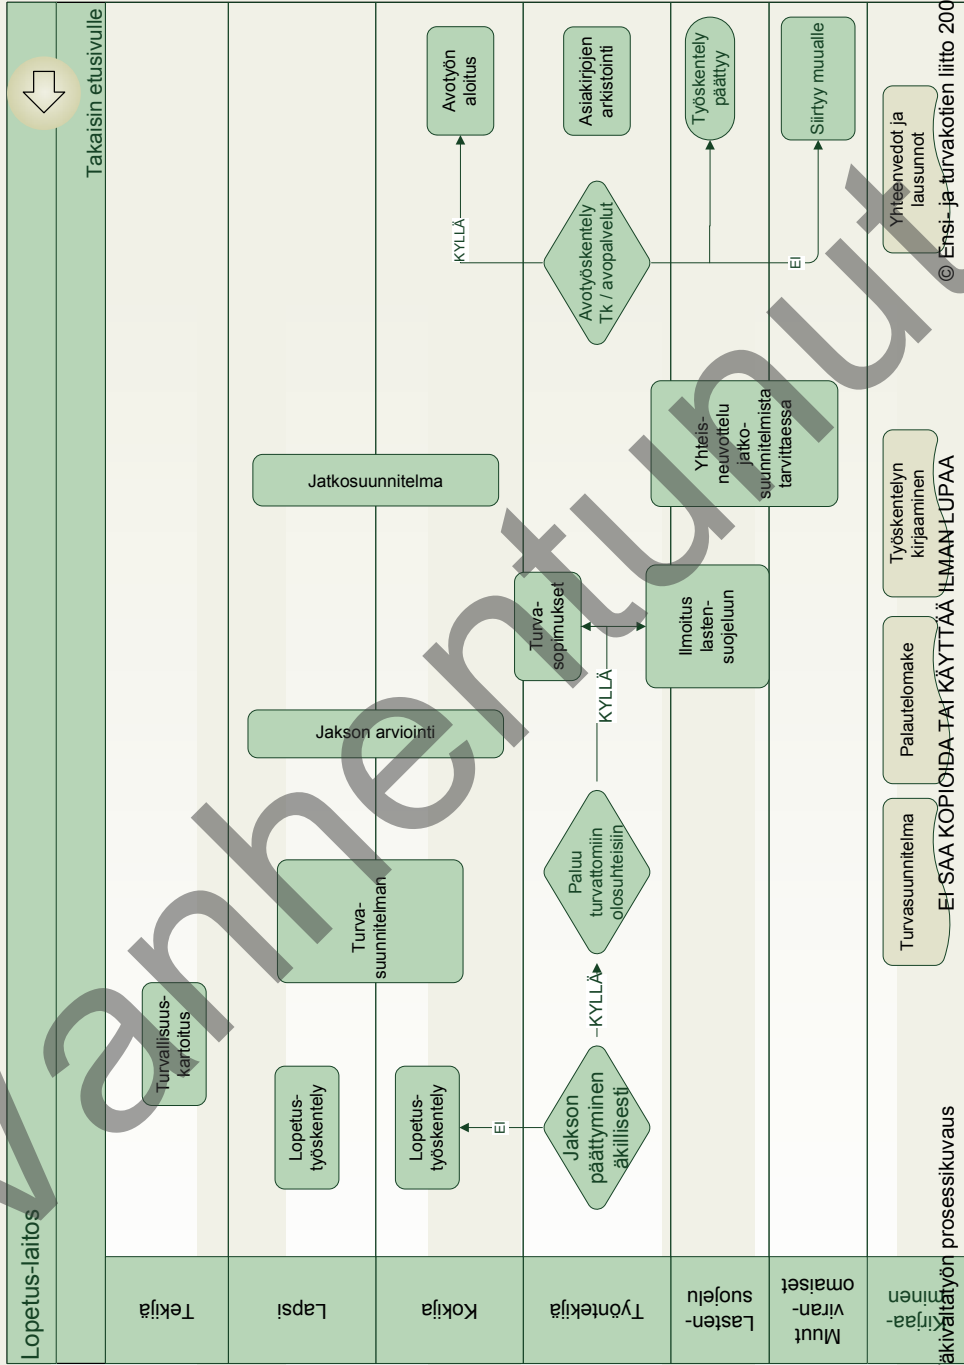 Lopetus-laitos
Takaisin etusivulle
Tekijä
Turvallisuus-
kartoitus
Lapsi
Lopetus-
työskentely
Turva-
suunnitelman
Jakson arviointi
Jatkosuunnitelma
Kokija
Lopetus-
työskentely
Avotyön
aloitus
Työntekijä
EI
Jakson
päättyminen
äkillisesti
KYLLÄ
Paluu
turvattomiin
olosuhteisiin
KYLLÄ
Turva-
sopimukset
Avotyöskentely
Tk / avopalvelut
KYLLÄ
EI
Asiakirjojen
arkistointi
Lasten-
suojelu
Ilmoitus
lasten-
suojeluun
Yhteis-
neuvottelu
jatko-
suunnitelmista
tarvittaessa
Työskentely
päättyy
Muut
viran-
omaiset
Siirtyy muualle
Kirjaa-
minen
Turvasuunnitelma
Palautelomake
Työskentelyn
kirjaaminen
Yhteenvedot ja
lausunnot
äkivaltatyön prosessikuvaus
EI SAA KOPIOIDA TAI KÄYTTÄÄ ILMAN LUPAA
© Ensi- ja turvakotien liitto 200
vanhentunut